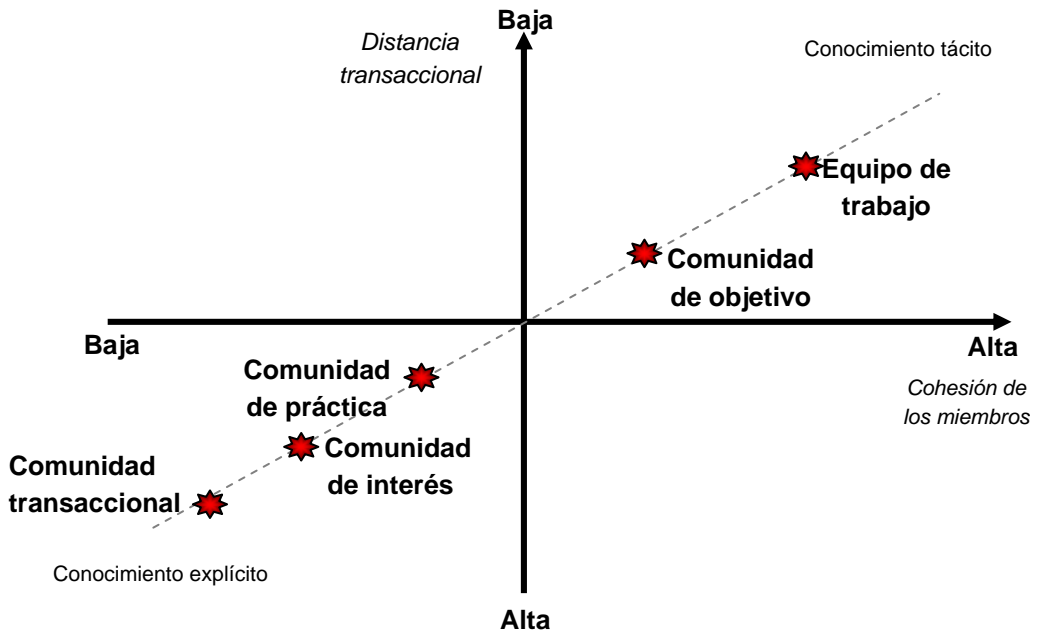 Baja
Distancia
transaccional
Conocimiento tácito
Equipo de
trabajo
Comunidad
de objetivo
Baja
Alta
Comunidad
de práctica
Cohesión de
los miembros
Comunidad
de interés
Comunidad
transaccional
Conocimiento explícito
Alta